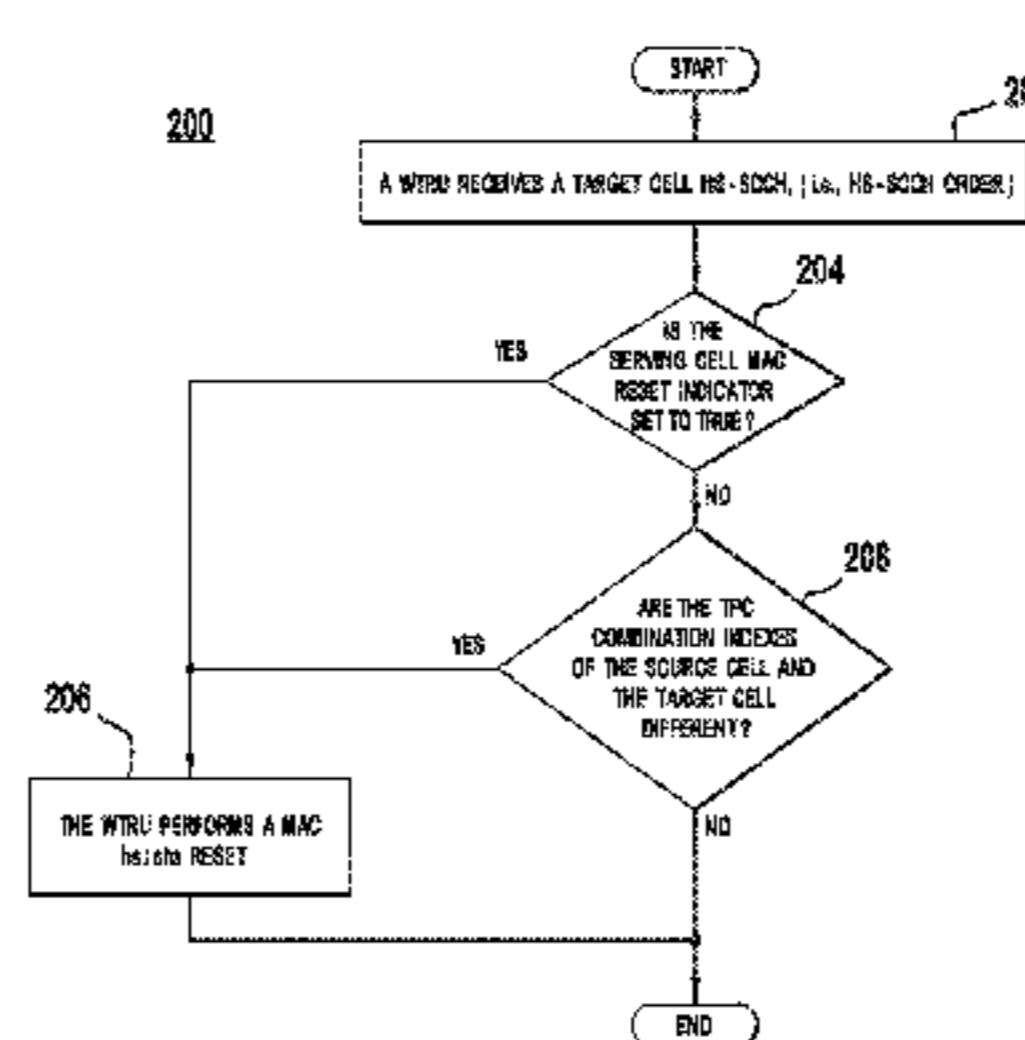 START
200
A WTRU RECEIVES A TARGET CELL HS-SCCH, (i.e., HS-SCCH ORDER)
204
IS THE
SERVING CELL MAC
RESET INDICATOR
SET TO TRUE?
YES
NO
208
ARE THE TPC
COMBINATION INDEXES
OF THE SOURCE CELL AND
THE TARGET CELL
DIFFERENT?
YES
206
THE WTRU PERFORMS A MAC
hs/ehs RESET
NO
END